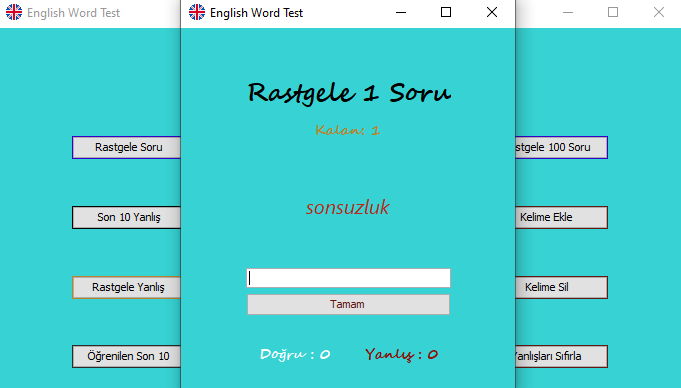 English Word Test
English Word Test
Rastgele 1 Soru
Kalan: 1
Rastgele Soru
stgele 100 Soru
sonsuzluk
Son 10 Yanlış
Kelime Ekle
Rastgele Yanlış
Kelime Sil
Tamam
Öğrenilen Son 10
Doğru : 0
Yanlış : 0
Yanlışları Sıfırla